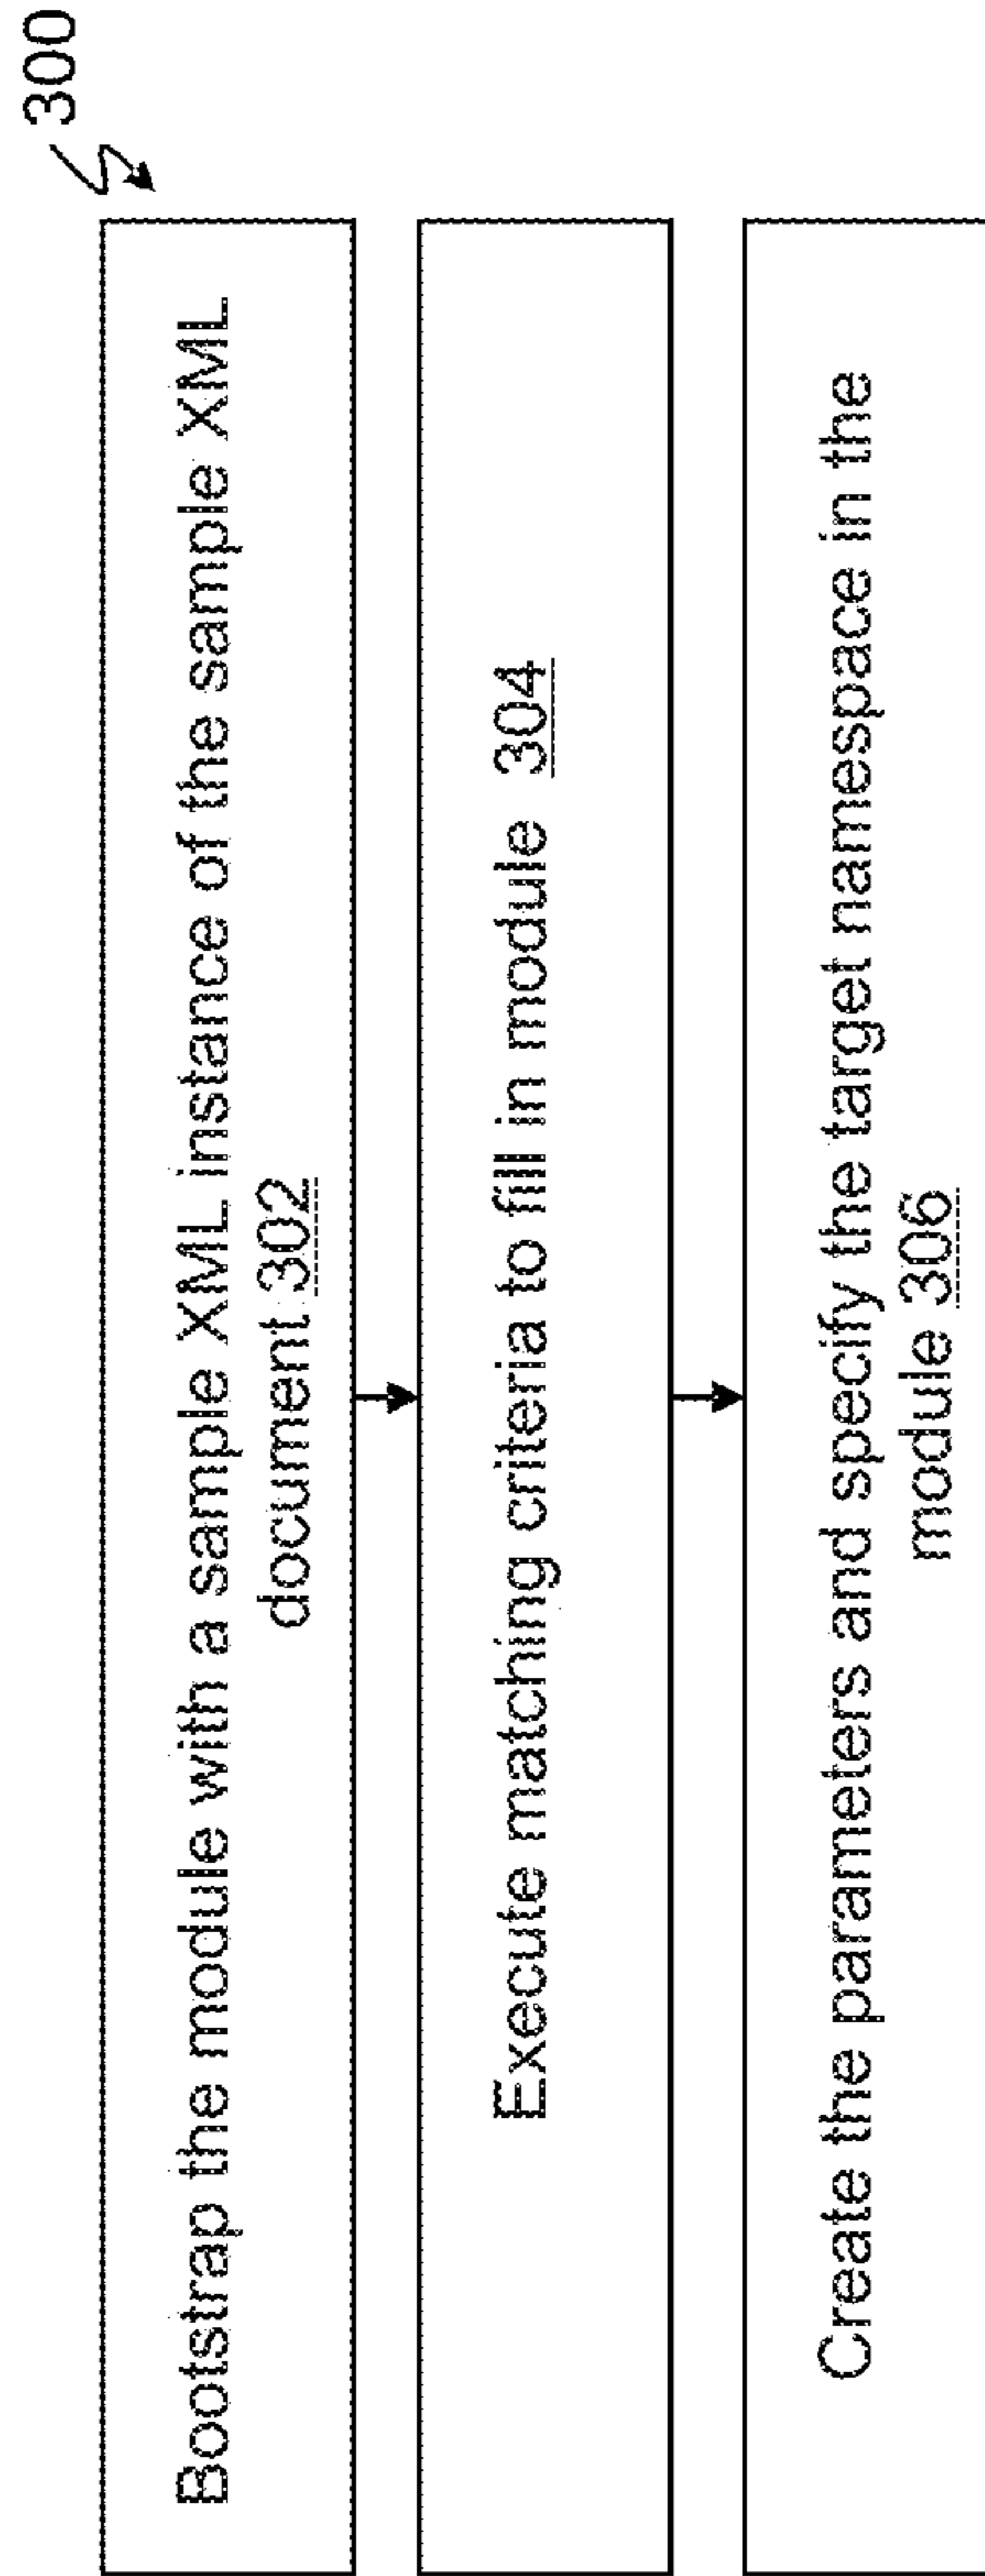 300
Bootstrap the module with a sample XML instance of the sample XML
document 302
Execute matching criteria to fill in module 304
Create the parameters and specify the target namespace in the
module 306